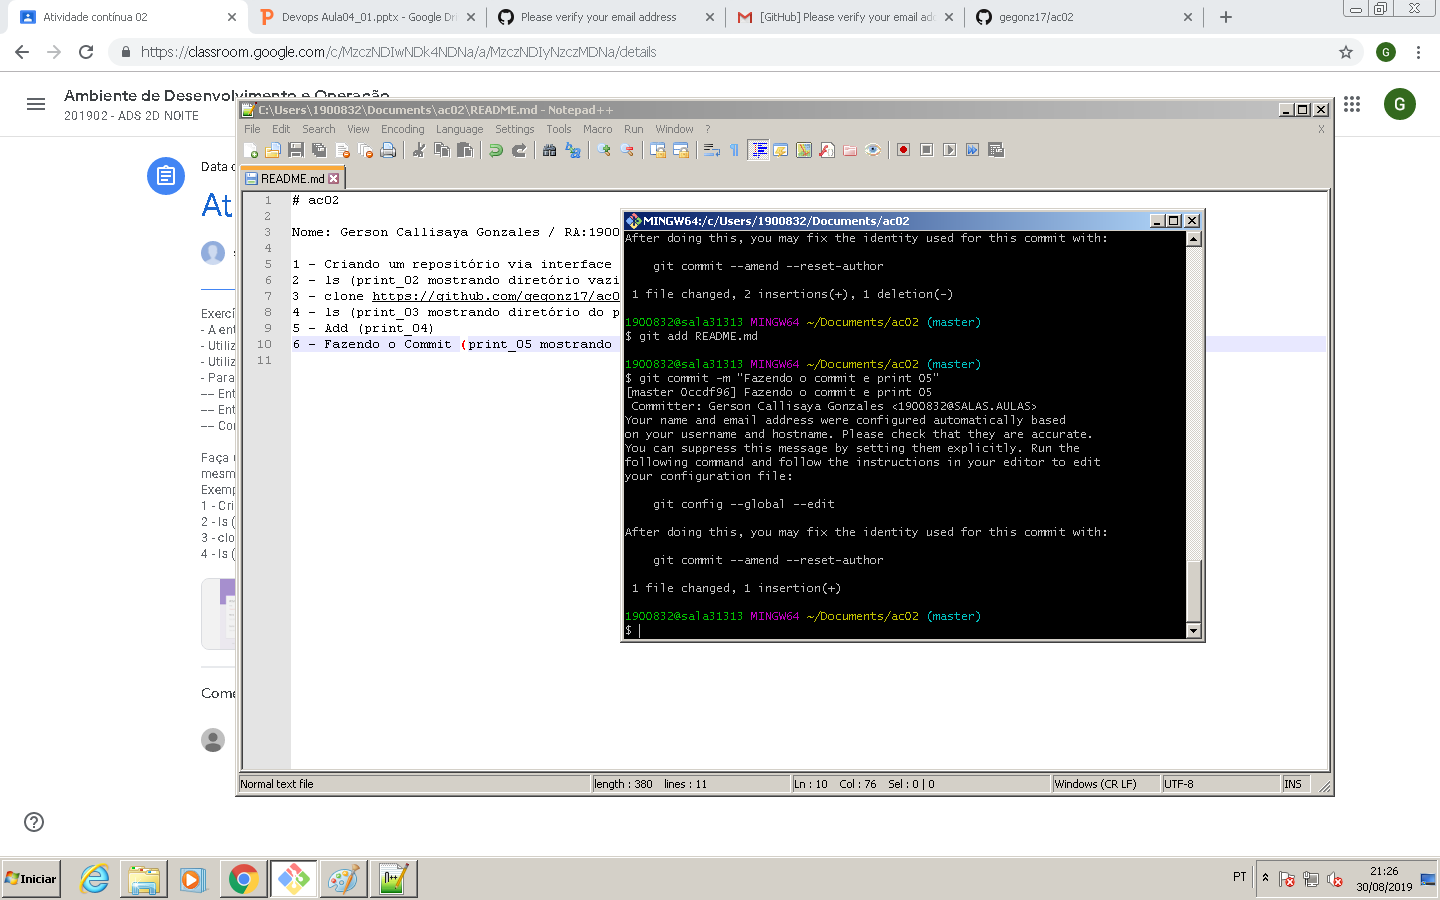 Atividade contínua 02
Devops Aula04_01.pptx - Google Dri
Please verify your email address
[GitHub] Please verify your email add
gegonz17/ac02
https://classroom.google.com/c/MzczNDIwNDk4NDNa/a/MzczNDIyNzczMDNa/details
G
Ambiente de Desenvolvimento e Operação
201902 - ADS 2D NOITE
G
Data d
At
Exercí
- A ent
- Utiliz
- Utiliz
- Para
-- Ent
-- Ent
-- Cor
Faça u
mesm
Exemp
1 - Cri
2 - ls (
3 - clo
4 - ls (
Come
C:\Users\1900832\Documents\ac02\README.md - Notepad++
File Edit Search View Encoding Language Settings Tools Macro Run Window ?
X
README.md
1 # ac02
2
3 Nome: Gerson Callisaya Gonzales / RA:1900
4
5 1 - Criando um repositório via interface
6 2 - ls (print_02 mostrando diretório vazi
7 3 - clone https://github.com/gegonz17/ac0
8 4 - ls (print_03 mostrando diretório do p
9 5 - Add (print_04)
10 6 - Fazendo o Commit (print_05 mostrando
11
MINGW64:/c/Users/1900832/Documents/ac02
After doing this, you may fix the identity used for this commit with:
git commit --amend --reset-author
1 file changed, 2 insertions(+), 1 deletion(-)
1900832@sala31313 MINGW64 ~/Documents/ac02 (master)
$ git add README.md
1900832@sala31313 MINGW64 ~/Documents/ac02 (master)
$ git commit -m "Fazendo o commit e print 05"
[master 0ccdf96] Fazendo o commit e print 05
Committer: Gerson Callisaya Gonzales <1900832@SALAS.AULAS>
Your name and email address were configured automatically based
on your username and hostname. Please check that they are accurate.
You can suppress this message by setting them explicitly. Run the
following command and follow the instructions in your editor to edit
your configuration file:
git config --global --edit
After doing this, you may fix the identity used for this commit with:
git commit --amend --reset-author
1 file changed, 1 insertion(+)
1900832@sala31313 MINGW64 ~/Documents/ac02 (master)
$
Normal text file
length : 380 lines : 11
Ln : 10 Col : 76 Sel : 0 | 0
Windows (CR LF)
UTF-8
INS
Iniciar
PT
21:26
30/08/2019